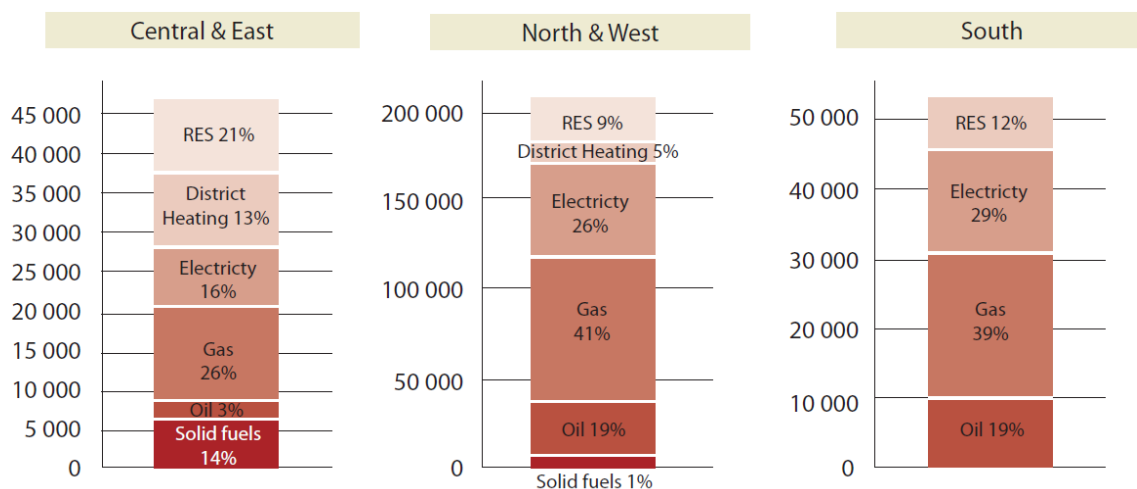 Central & East
45 000
40 000
35 000
30 000
25 000
20 000
15 000
10 000
5 000
0
RES 21%
District
Heating 13%
Electricty
16%
Gas
26%
Oil 3%
Solid fuels
14%
North & West
200 000
150 000
100 000
50 000
0
RES 9%
District Heating 5%
Electricty
26%
Gas
41%
Oil 19%
Solid fuels 1%
South
50 000
40 000
30 000
20 000
10 000
0
RES 12%
Electricty
29%
Gas
39%
Oil 19%